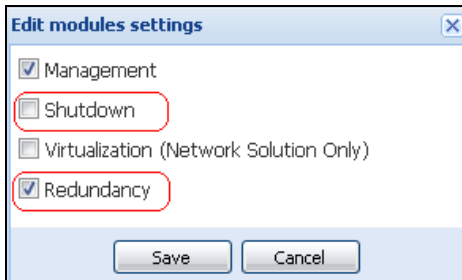 Edit modules settings
Management
Shutdown
Virtualization (Network Solution Only)
Redundancy
Save Cancel